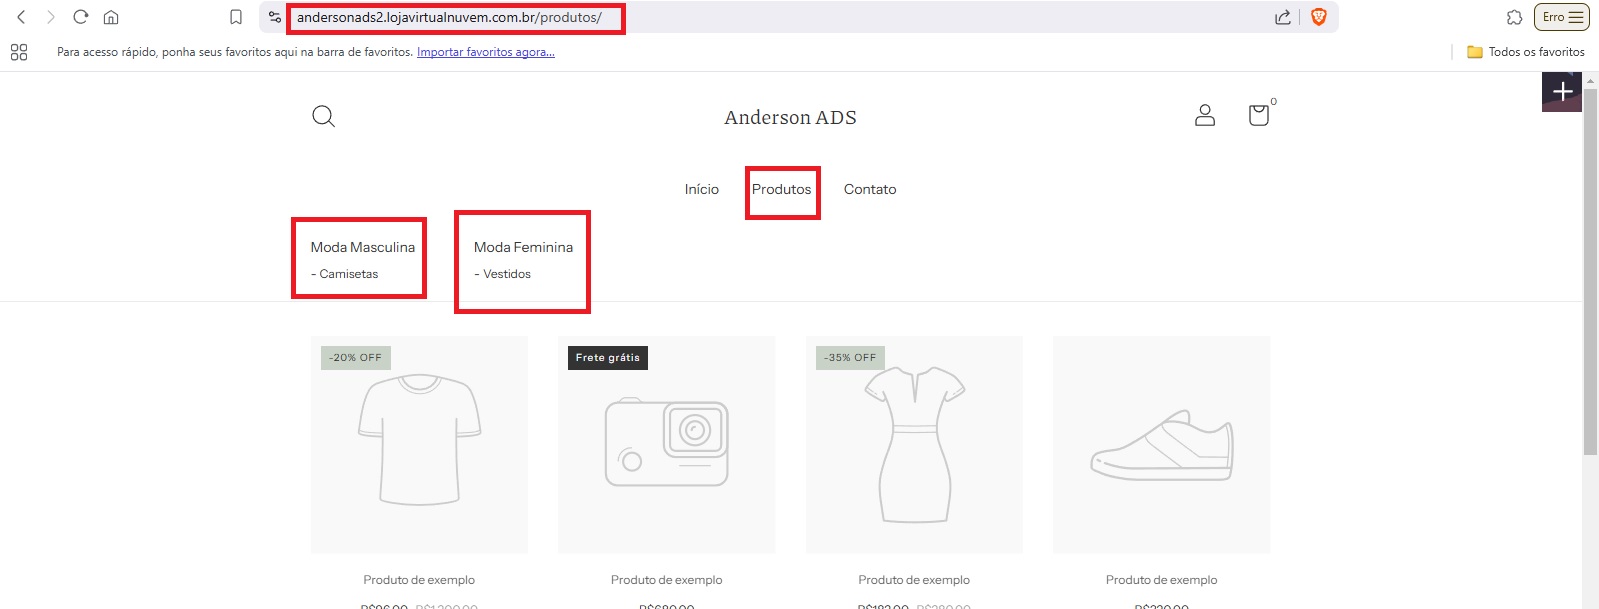 andersonads2.lojavirtualnuvem.com.br/produtos/
Erro
Para acesso rápido, ponha seus favoritos aqui na barra de favoritos. Importar favoritos agora...
Todos os favoritos
Anderson ADS
0
Início Produtos Contato
Moda Masculina Moda Feminina
- Camisetas - Vestidos
-20% OFF Frete grátis -35% OFF
Produto de exemplo Produto de exemplo Produto de exemplo Produto de exemplo